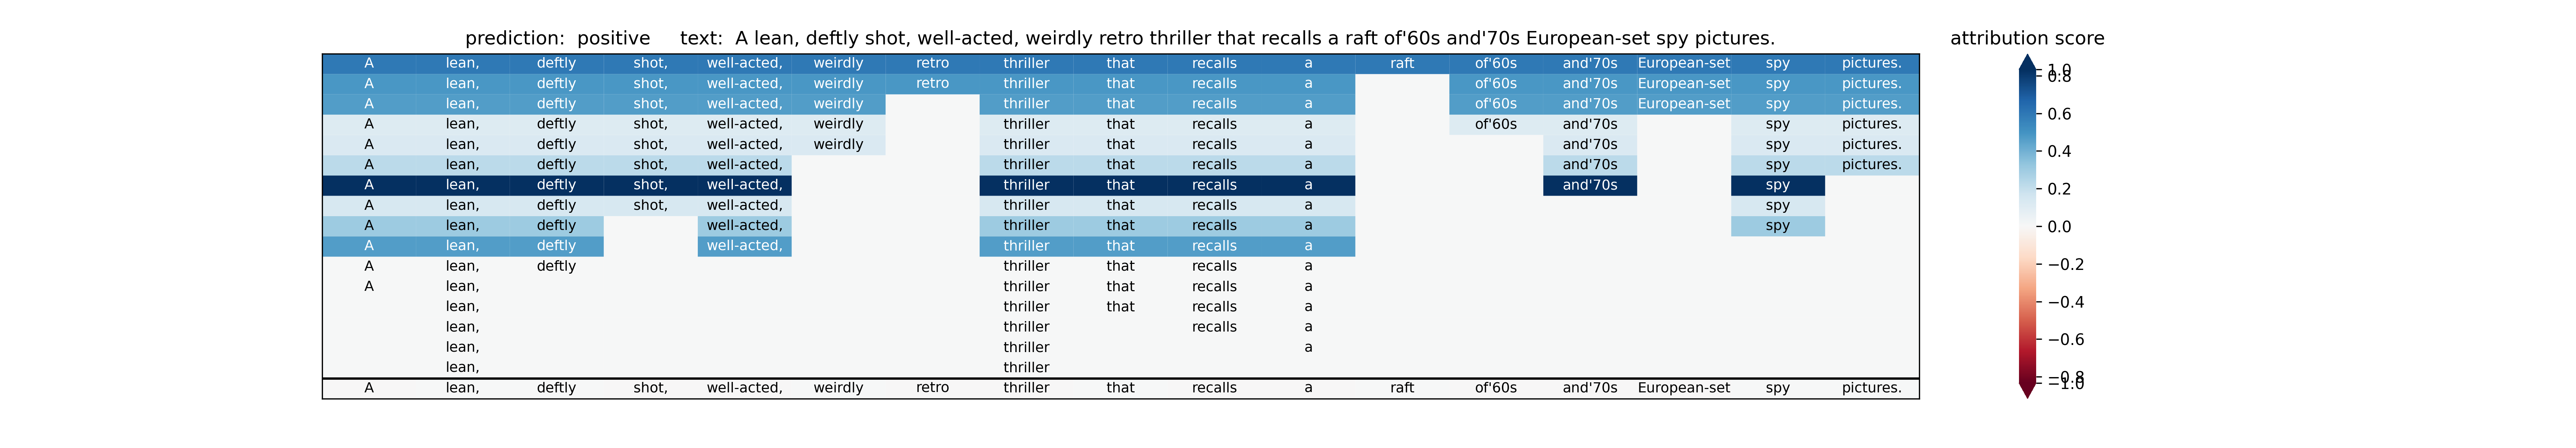 prediction: positive text: A lean, deftly shot, well-acted, weirdly retro thriller that recalls a raft of'60s and'70s European-set spy pictures.
attribution score
A lean, deftly shot, well-acted, weirdly retro thriller that recalls a raft of'60s and'70s European-set spy pictures.
A lean, deftly shot, well-acted, weirdly retro thriller that recalls a of'60s and'70s European-set spy pictures.
A lean, deftly shot, well-acted, weirdly thriller that recalls a of'60s and'70s European-set spy pictures.
A lean, deftly shot, well-acted, weirdly thriller that recalls a of'60s and'70s spy pictures.
A lean, deftly shot, well-acted, weirdly thriller that recalls a and'70s spy pictures.
A lean, deftly shot, well-acted, thriller that recalls a and'70s spy pictures.
A lean, deftly shot, well-acted, thriller that recalls a and'70s spy
A lean, deftly shot, well-acted, thriller that recalls a spy
A lean, deftly well-acted, thriller that recalls a spy
A lean, deftly well-acted, thriller that recalls a
A lean, deftly thriller that recalls a
A lean, thriller that recalls a
lean, thriller that recalls a
lean, thriller recalls a
lean, thriller a
lean, thriller
A lean, deftly shot, well-acted, weirdly retro thriller that recalls a raft of'60s and'70s European-set spy pictures.
1.0
0.8
0.6
0.4
0.2
0.0
−0.2
−0.4
−0.6
−0.8
−1.0